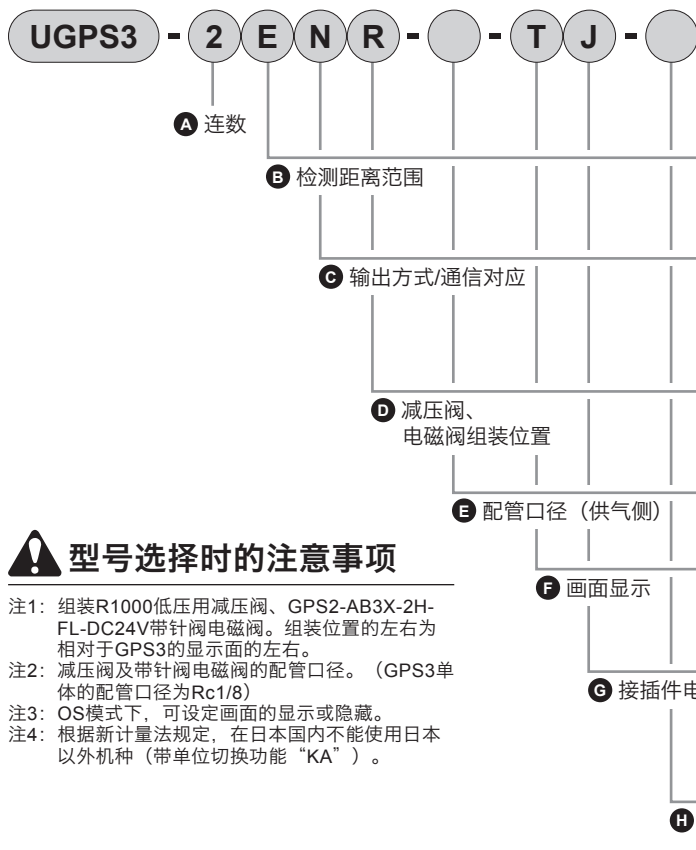 UGPS3 - 2 E N R - - T J -
A 连数
B 检测距离范围
C 输出方式/通信对应
D 减压阀、
电磁阀组装位置
E 配管口径（供气侧）
F 画面显示
G 接插件电
H
型号选择时的注意事项
注1：组装R1000低压用减压阀、GPS2-AB3X-2H-
FL-DC24V带针阀电磁阀。组装位置的左右为
相对于GPS3的显示面的左右。
注2：减压阀及带针阀电磁阀的配管口径。（GPS3单
体的配管口径为Rc1/8）
注3：OS模式下，可设定画面的显示或隐藏。
注4：根据新计量法规定，在日本国内不能使用日本
以外机种（带单位切换功能“KA”）。